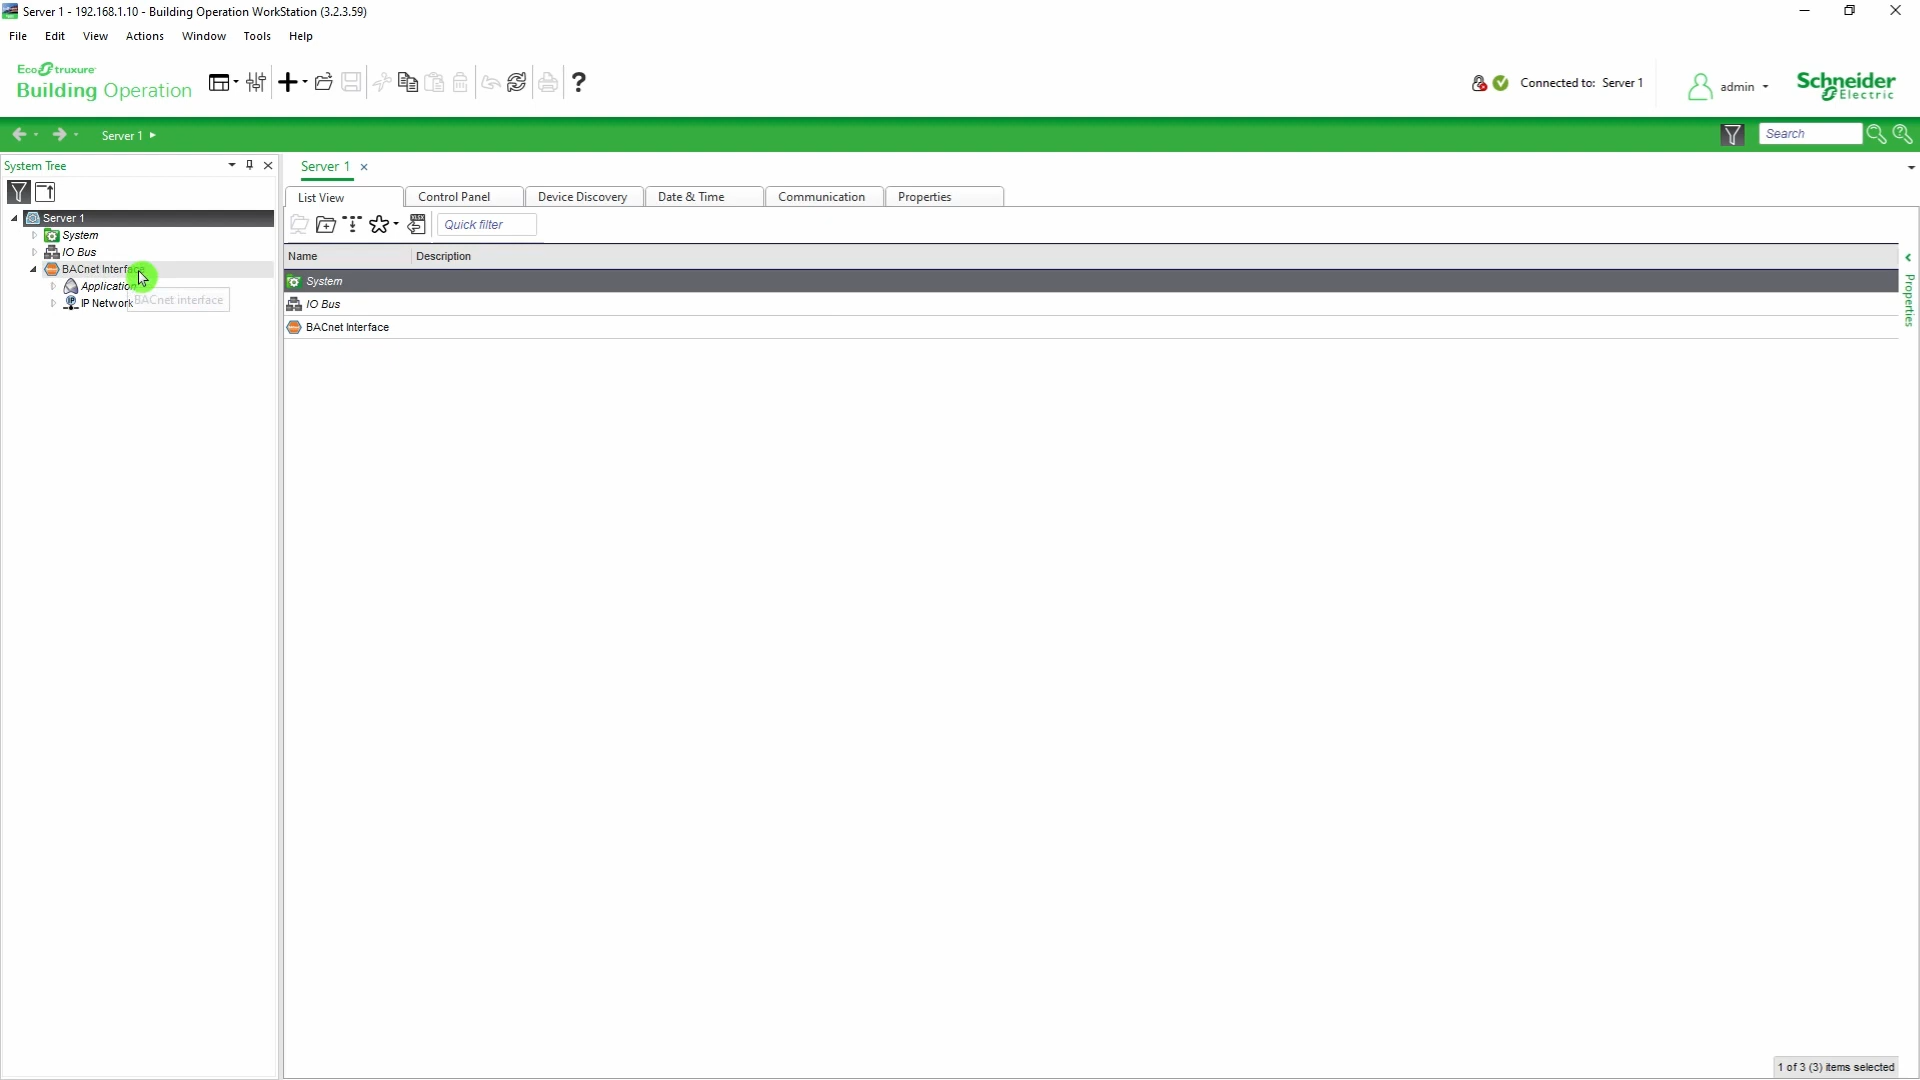 Server 1 - 192.168.1.10 - Building Operation WorkStation (3.2.3.59)
File Edit View Actions Window Tools Help
EcoStruxure
Building Operation
Connected to: Server 1
admin
Schneider
Electric
Server 1
Search
System Tree
Server 1
List View Control Panel Device Discovery Date & Time Communication Properties
XLSX
Quick filter
Server 1
System
IO Bus
BACnet Interface
Application
IP Network
BACnet interface
Name Description
System
IO Bus
BACnet Interface
Properties
1 of 3 (3) items selected